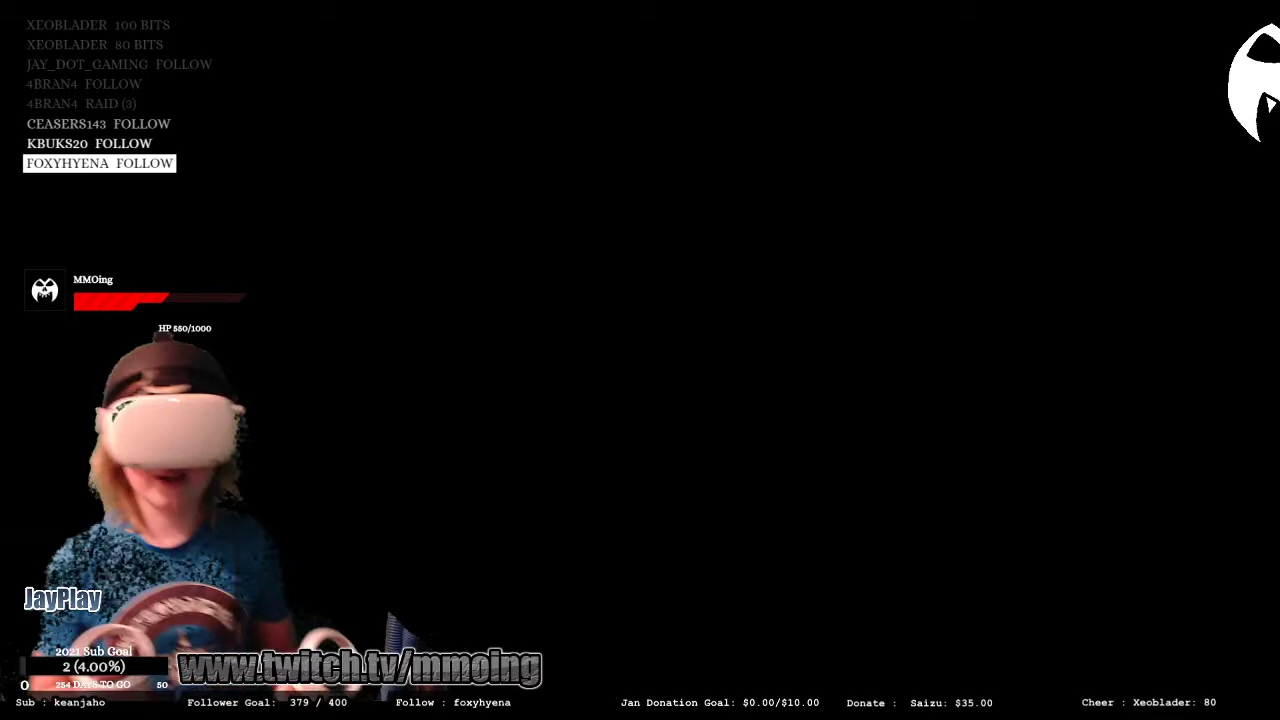 XEOBLADER 100 BITS
XEOBLADER 80 BITS
JAY_DOT_GAMING FOLLOW
4BRAN4 FOLLOW
4BRAN4 RAID (3)
CEASERS143 FOLLOW
KBUKS20 FOLLOW
FOXYHYENA FOLLOW
MMOing
HP 550/1000
JayPlay
2021 Sub Goal
2 (4.00%)
0 254 DAYS TO GO 50
www.twitch.tv/mmoing
Sub : keanjaho Follower Goal: 379 / 400 Follow : foxyhyena Jan Donation Goal: $0.00/$10.00 Donate : Saizu: $35.00 Cheer : Xeoblader: 80